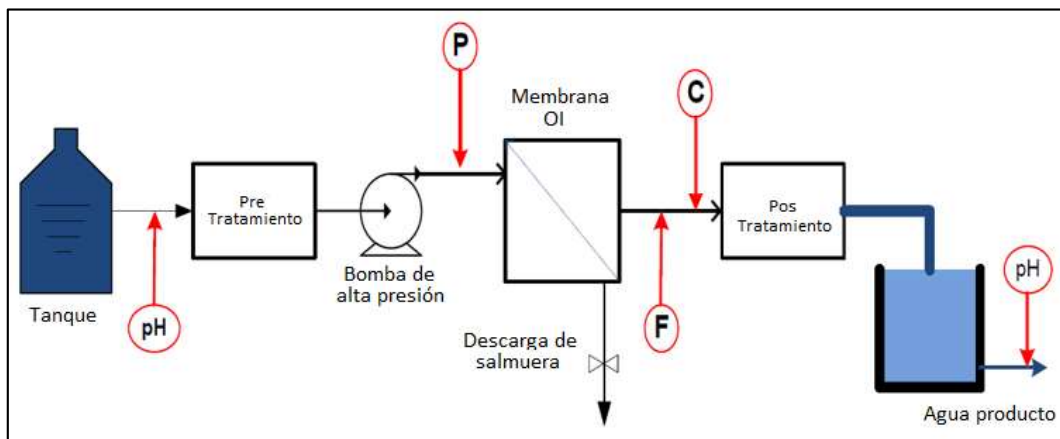 P
Membrana
OI
C
Pre
Tratamiento
Pos
Tratamiento
Bomba de
alta presión
Tanque
pH
Descarga de
salmuera
F
pH
Agua producto